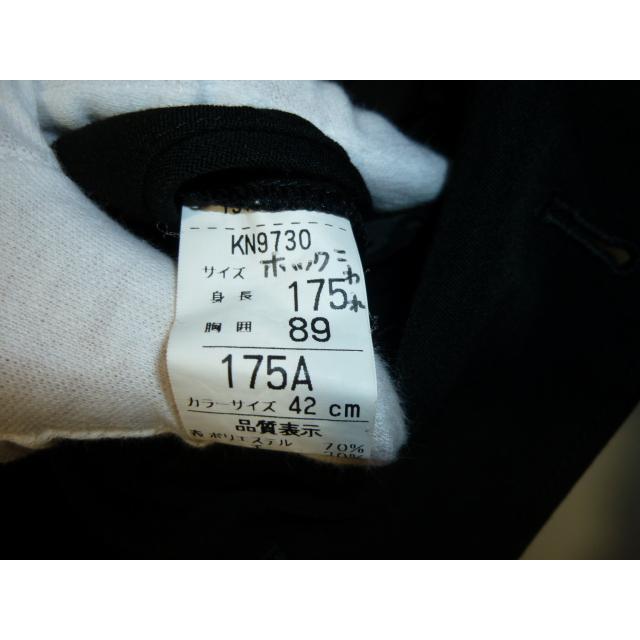 KN9730
サイズ ホックこわれ
身長 175
胸囲 89
175A
カラーサイズ 42 cm
品質表示
表 ポリエステル 70%